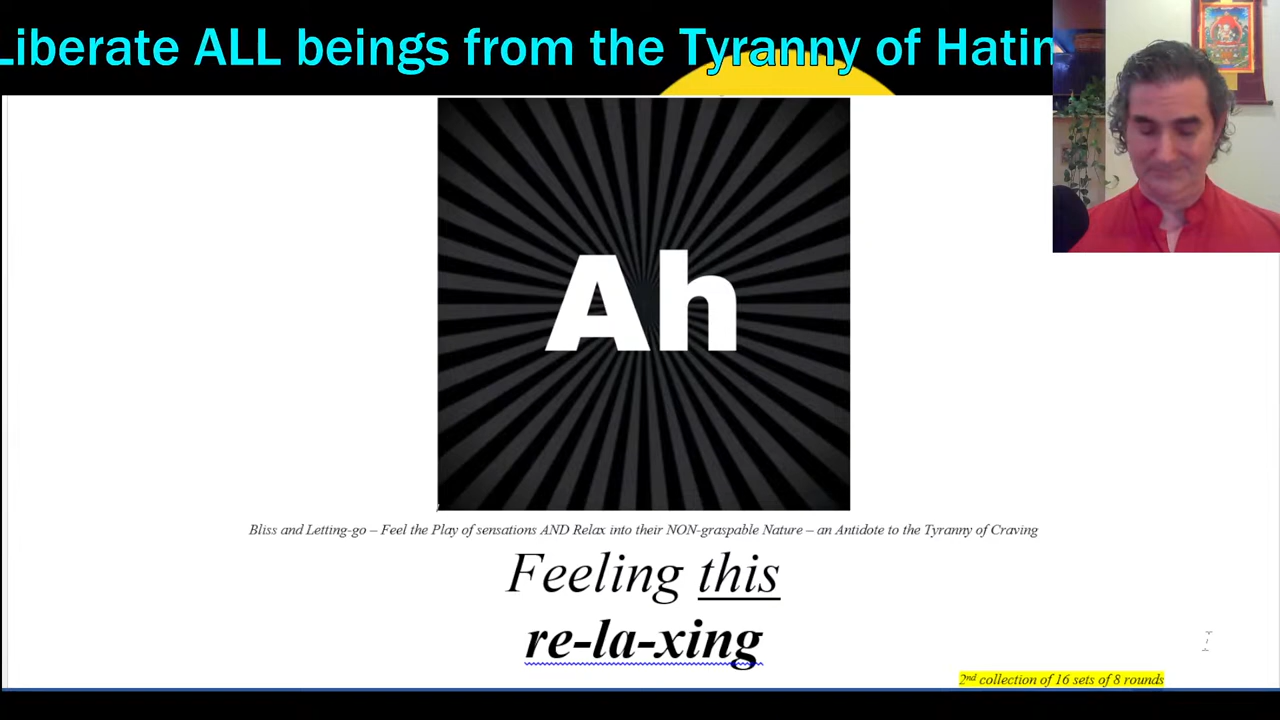 Liberate ALL beings from the Tyranny of Hatin
Ah
Bliss and Letting-go – Feel the Play of sensations AND Relax into their NON-graspable Nature – an Antidote to the Tyranny of Craving
Feeling this
re-la-xing
2nd collection of 16 sets of 8 rounds